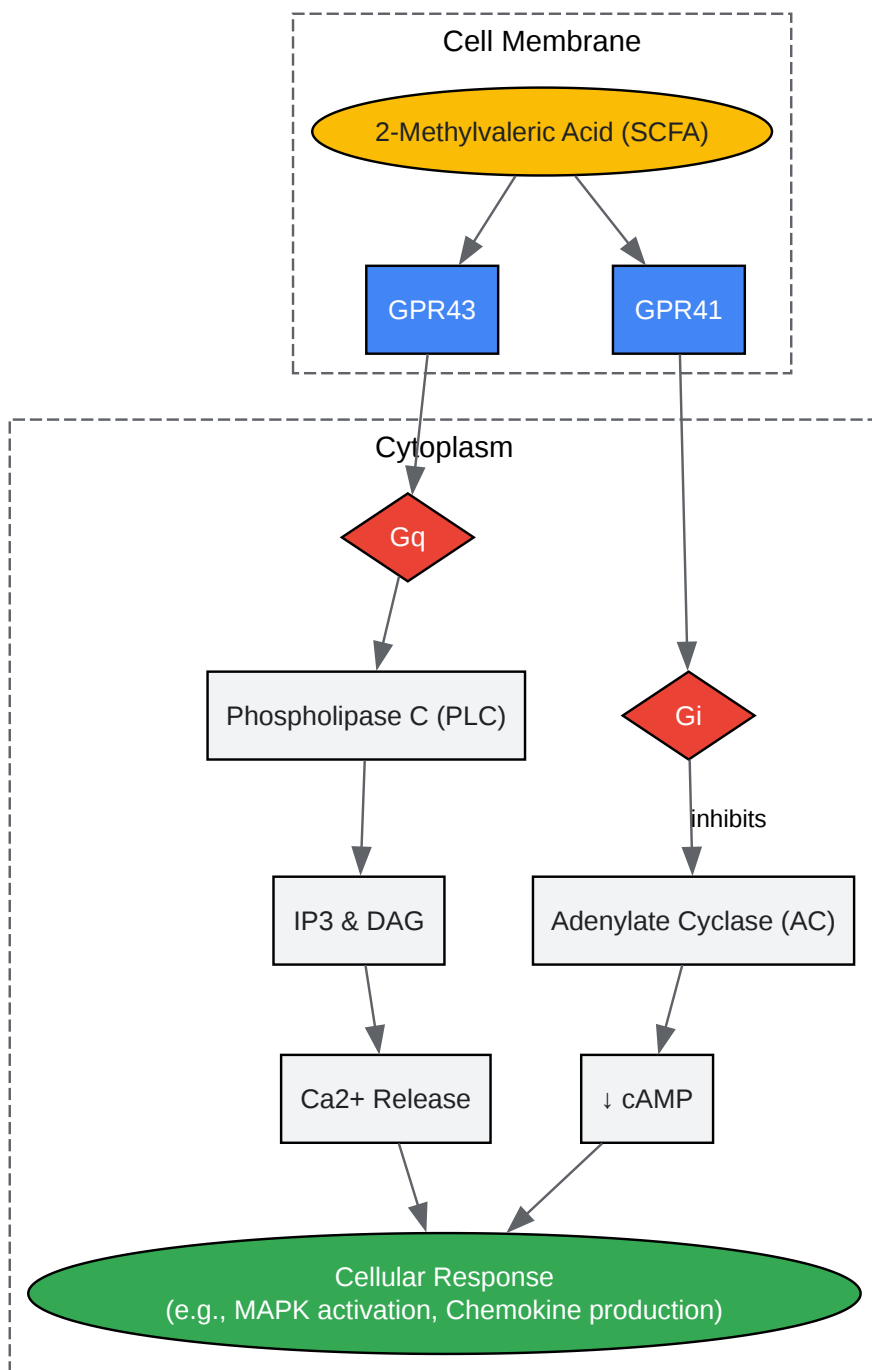 Cell Membrane
2-Methylvaleric Acid (SCFA)
GPR43
GPR41
Cytoplasm
Gq
Phospholipase C (PLC)
Gi
inhibits
IP3 & DAG
Adenylate Cyclase (AC)
Ca2+ Release
↓ cAMP
Cellular Response
(e.g., MAPK activation, Chemokine production)